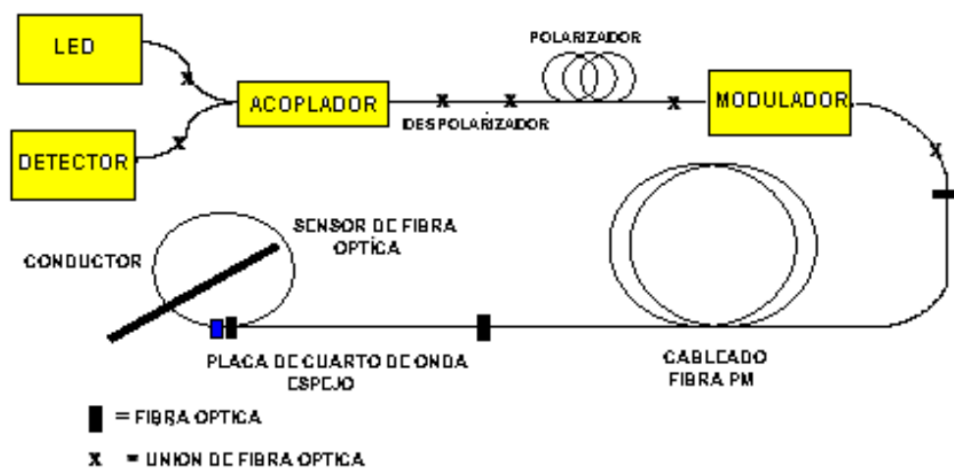 LED
DETECTOR
ACOPLADOR
DESPOLARIZADOR
POLARIZADOR
MODULADOR
SENSOR DE FIBRA
OPTICA
CONDUCTOR
PLACA DE CUARTO DE ONDA
ESPEJO
CABLEADO
FIBRA PM
= FIBRA OPTICA
X = UNION DE FIBRA OPTICA